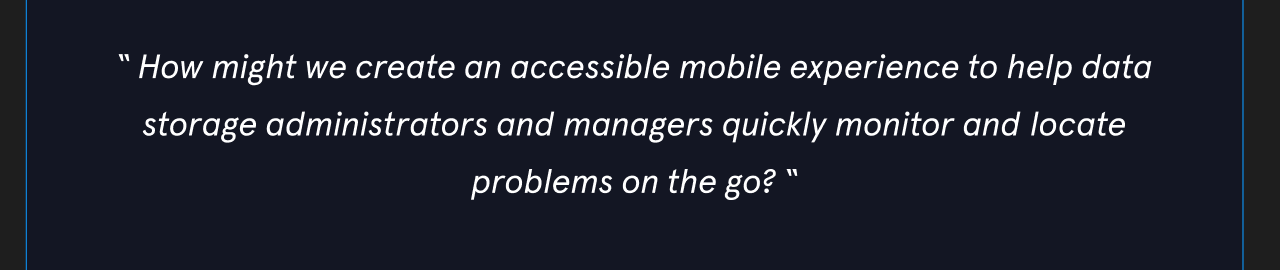 “ How might we create an accessible mobile experience to help data
storage administrators and managers quickly monitor and locate
problems on the go? “